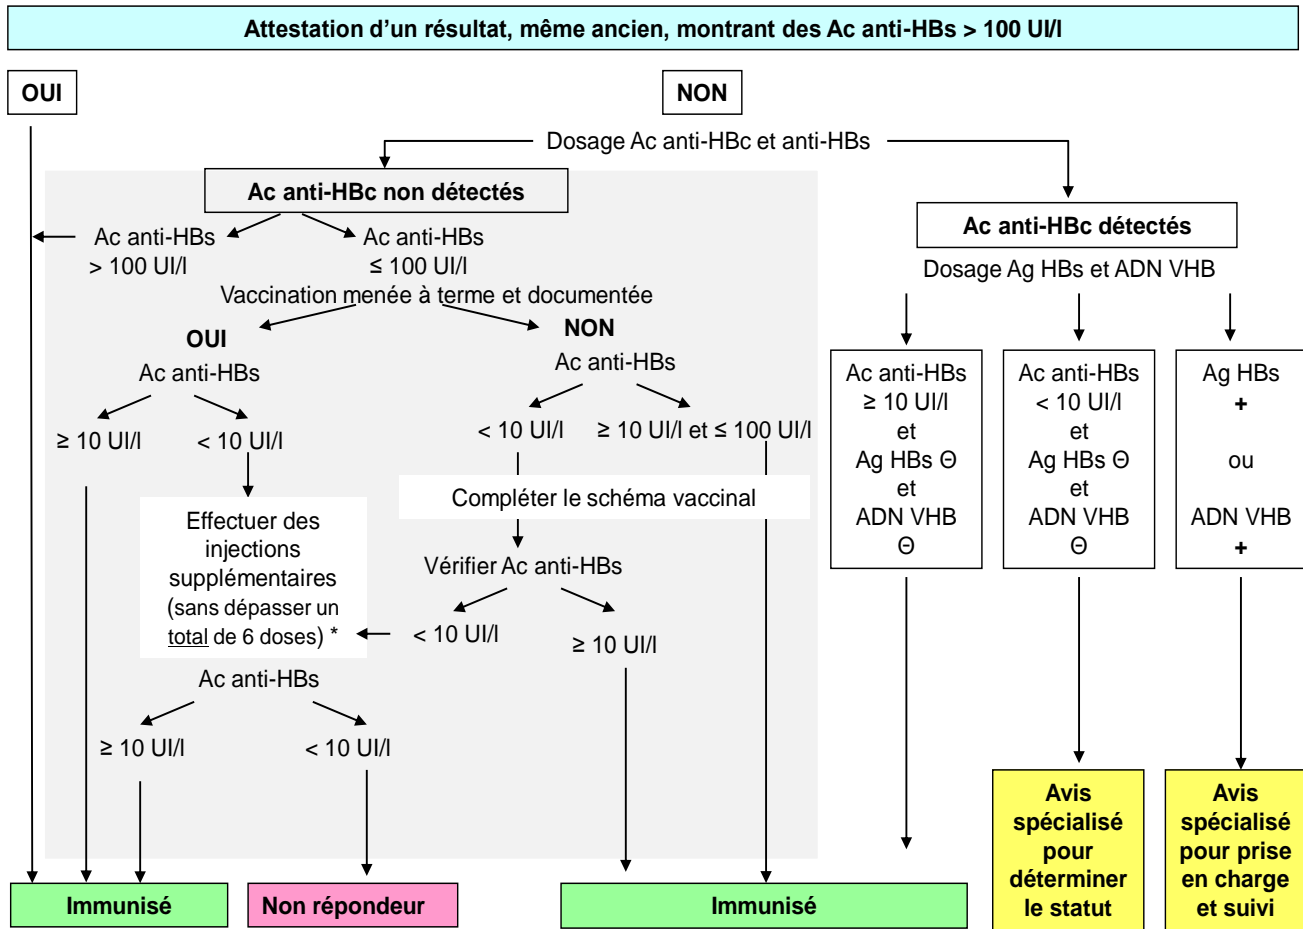 Attestation d'un résultat, même ancien, montrant des Ac anti-HBs > 100 UI/l
OUI
NON
Dosage Ac anti-HBc et anti-HBs
Ac anti-HBc non détectés
Ac anti-HBs
> 100 UI/l
Ac anti-HBs
≤ 100 UI/l
Vaccination menée à terme et documentée
OUI
Ac anti-HBs
≥ 10 UI/l
< 10 UI/l
Effectuer des
injections
supplémentaires
(sans dépasser un
total de 6 doses) *
Ac anti-HBs
≥ 10 UI/l
< 10 UI/l
NON
Ac anti-HBs
< 10 UI/l
≥ 10 UI/l et ≤ 100 UI/l
Compléter le schéma vaccinal
Vérifier Ac anti-HBs
< 10 UI/l
≥ 10 UI/l
Ac anti-HBc détectés
Dosage Ag HBs et ADN VHB
Ac anti-HBs
≥ 10 UI/l
et
Ag HBs Θ
et
ADN VHB
Θ
Ac anti-HBs
< 10 UI/l
et
Ag HBs Θ
et
ADN VHB
Θ
Ag HBs
+
ou
ADN VHB
+
Immunisé
Non répondeur
Immunisé
Avis
spécialisé
pour
déterminer
le statut
Avis
spécialisé
pour prise
en charge
et suivi